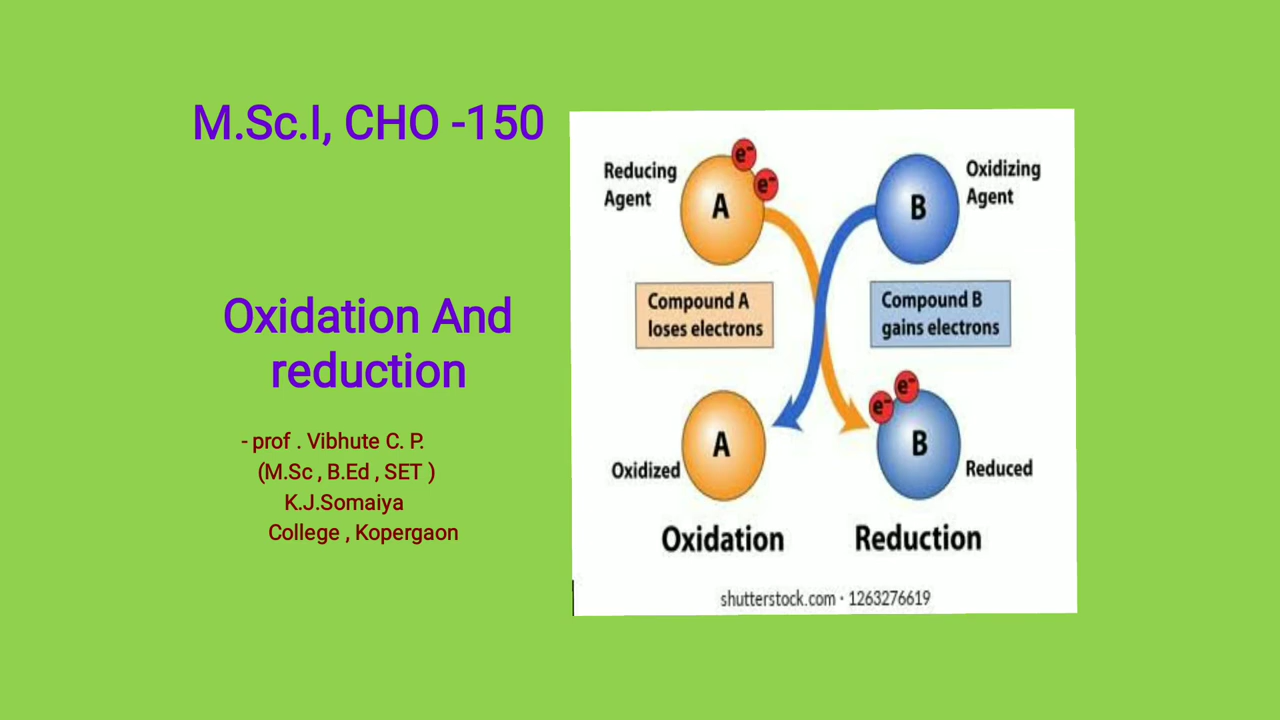 M.Sc.I, CHO -150
Oxidation And
reduction
- prof . Vibhute C. P.
(M.Sc , B.Ed , SET )
K.J.Somaiya
College , Kopergaon
Reducing
Agent
e-
e-
A
B
Oxidizing
Agent
Compound A
loses electrons
Compound B
gains electrons
e-
e-
A
B
Oxidized
Reduced
Oxidation
Reduction
shutterstock.com · 1263276619